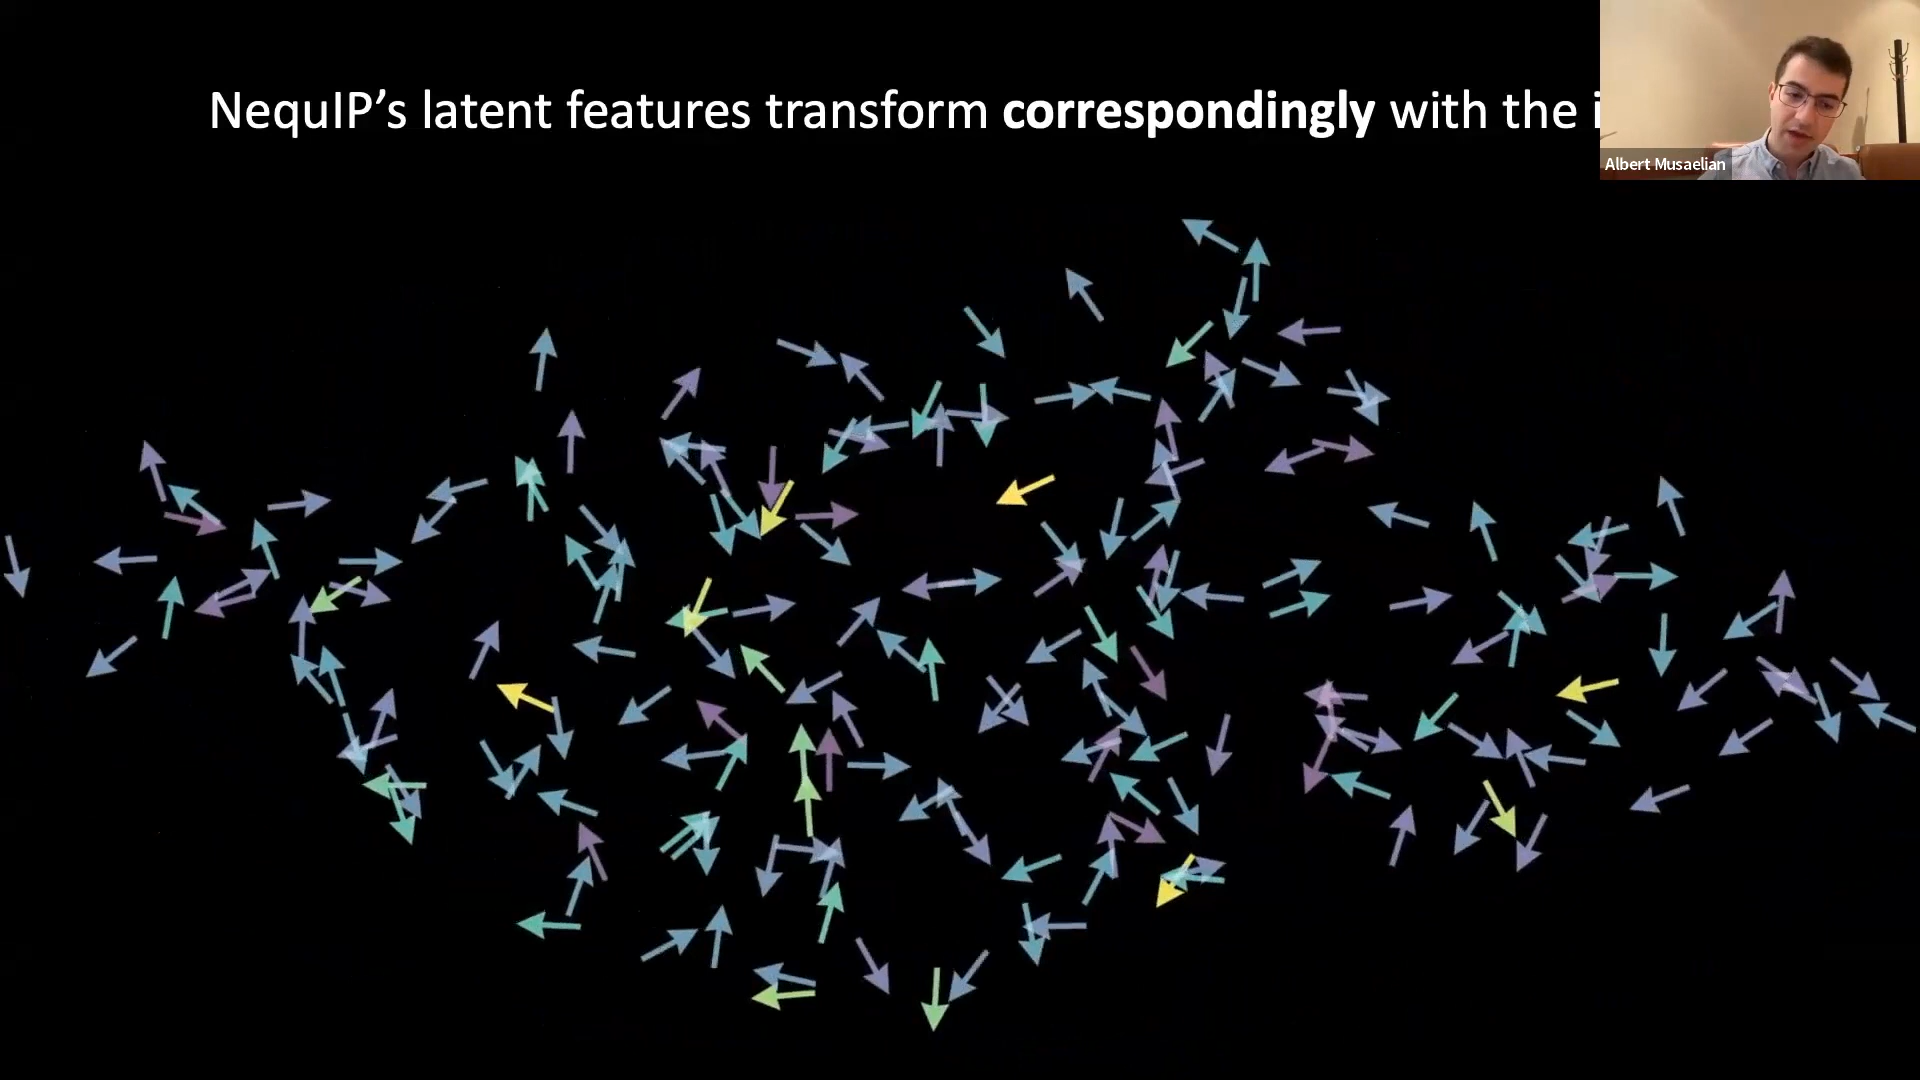 NequIP’s latent features transform correspondingly with the
Albert Musaelian